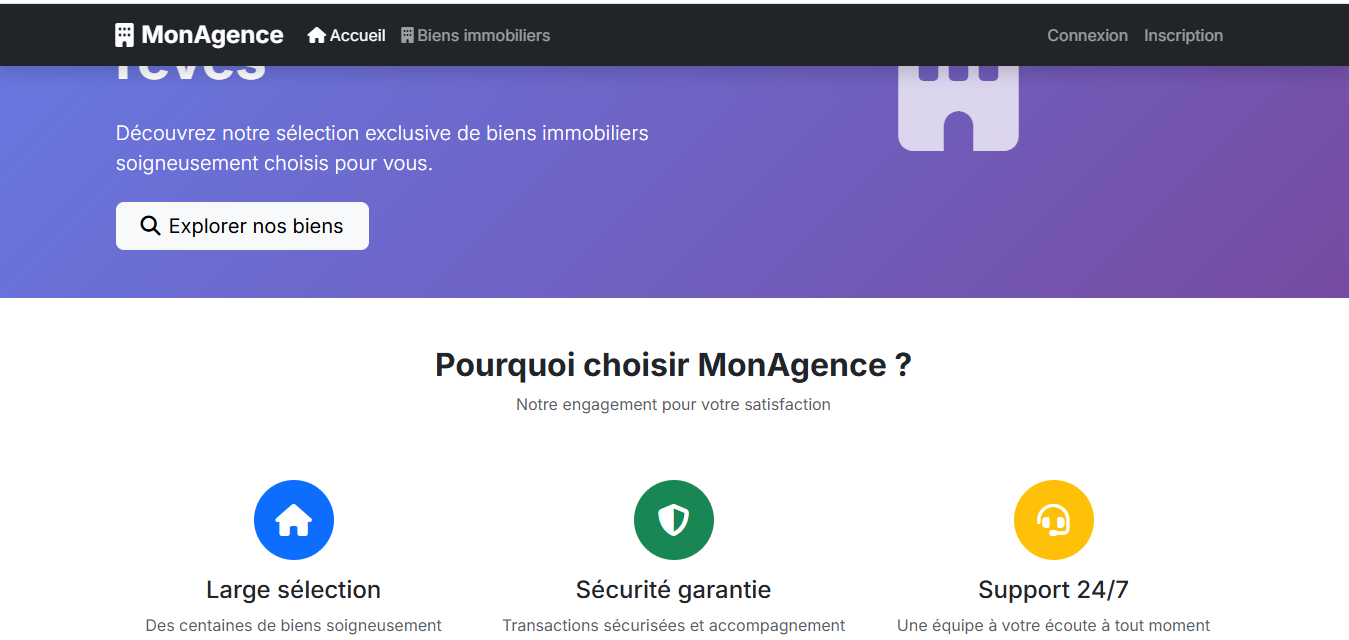 MonAgence Accueil Biens immobiliers Connexion Inscription
Découvrez notre sélection exclusive de biens immobiliers
soigneusement choisis pour vous.
Explorer nos biens
Pourquoi choisir MonAgence ?
Notre engagement pour votre satisfaction
Large sélection Sécurité garantie Support 24/7
Des centaines de biens soigneusement Transactions sécurisées et accompagnement Une équipe à votre écoute à tout moment